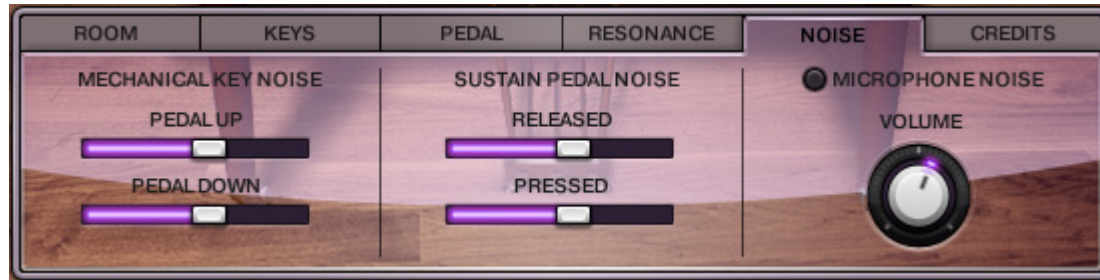 ROOM
KEYS
PEDAL
RESONANCE
NOISE
CREDITS
MECHANICAL KEY NOISE
PEDAL UP
PEDAL DOWN
SUSTAIN PEDAL NOISE
RELEASED
PRESSED
MICROPHONE NOISE
VOLUME